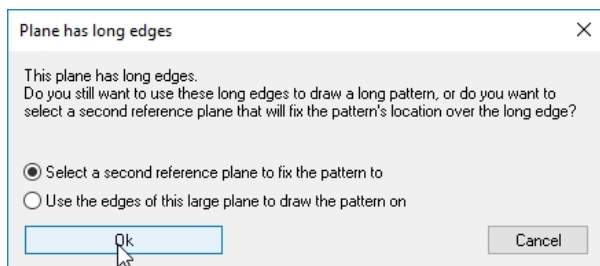 Plane has long edges
This plane has long edges.
Do you still want to use these long edges to draw a long pattern, or do you want to
select a second reference plane that will fix the pattern's location over the long edge?
Select a second reference plane to fix the pattern to
Use the edges of this large plane to draw the pattern on
Ok
Cancel